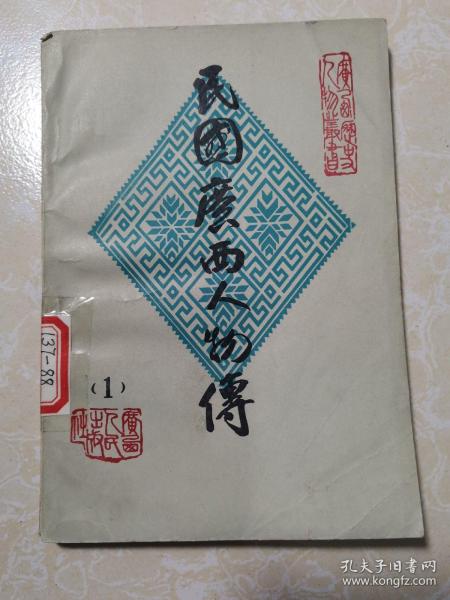 廣西歷史
人物叢書
民國廣西人物傳
(1)
137-88
廣西
人民
出版
孔夫子旧书网
www.kongfz.com